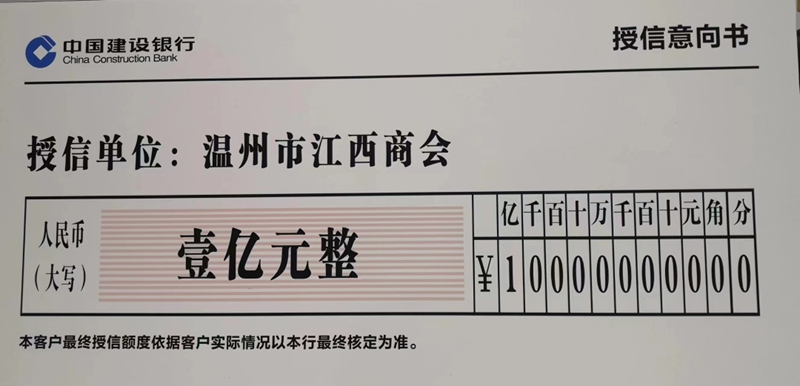 中国建设银行
China Construction Bank
授信意向书
授信单位：温州市江西商会
人民币
（大写）
壹亿元整
亿千百十万千百十元角分
¥10000000000
本客户最终授信额度依据客户实际情况以本行最终核定为准。